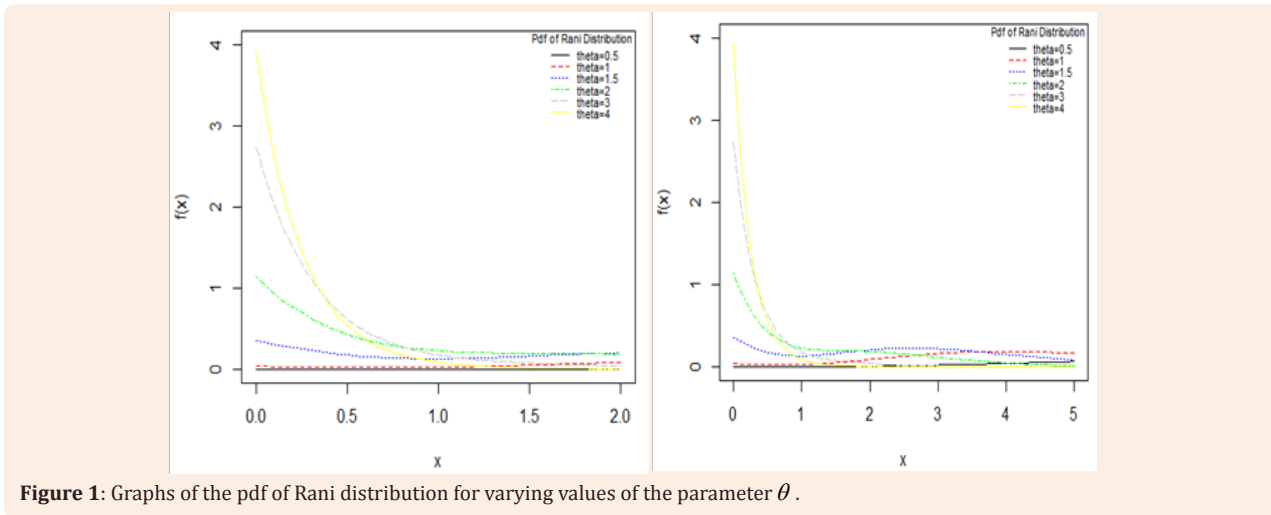 Pdf of Rani Distribution
theta=0.5
theta=1
theta=1.5
theta=2
theta=3
theta=4
f(x)
4
3
2
1
0
0.0 0.5 1.0 1.5 2.0
X
Pdf of Rani Distribution
theta=0.5
theta=1
theta=1.5
theta=2
theta=3
theta=4
f(x)
4
3
2
1
0
0 1 2 3 4 5
X
Figure 1: Graphs of the pdf of Rani distribution for varying values of the parameter θ .